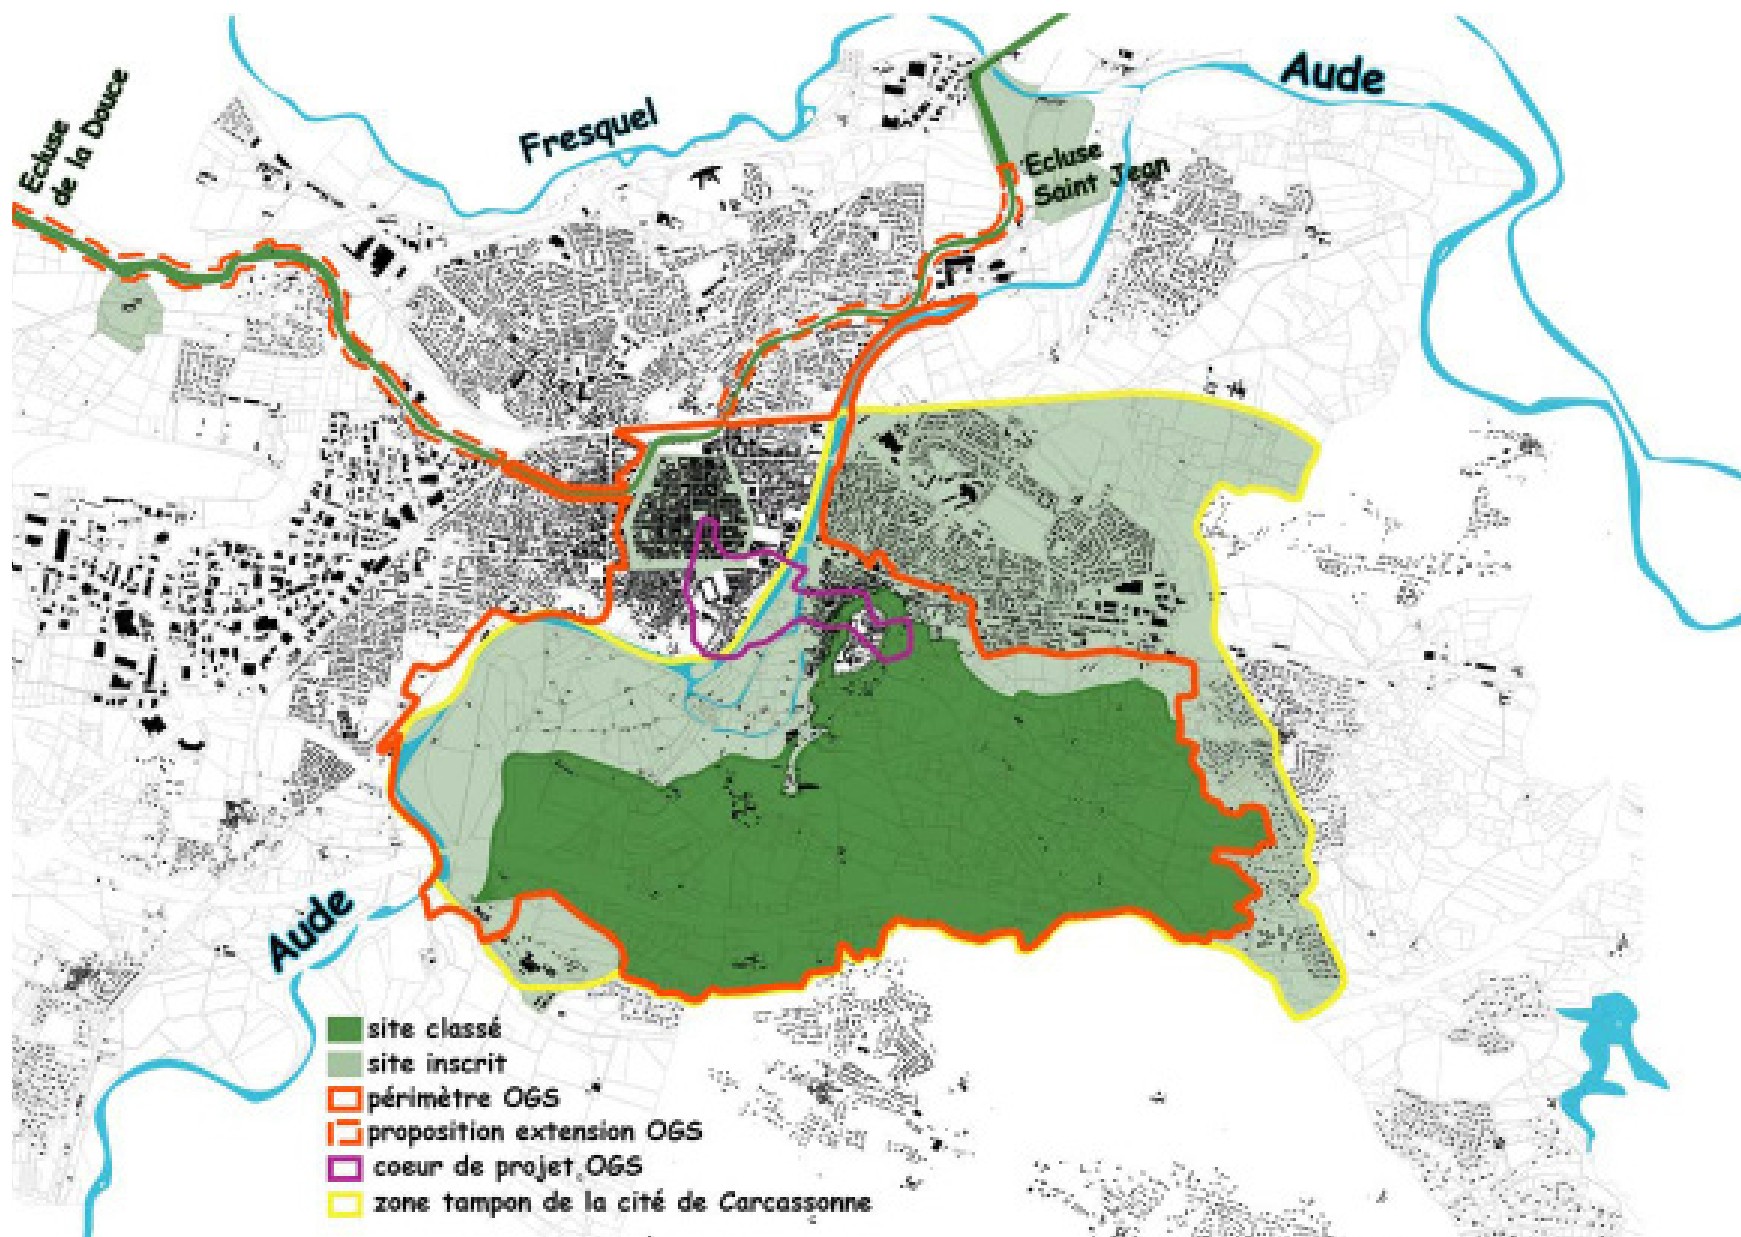 Aude
Fresquel
Ecluse
de la Douce
Ecluse
Saint Jean
Aude
site classé
site inscrit
périmètre OGS
proposition extension OGS
coeur de projet OGS
zone tampon de la cité de Carcassonne